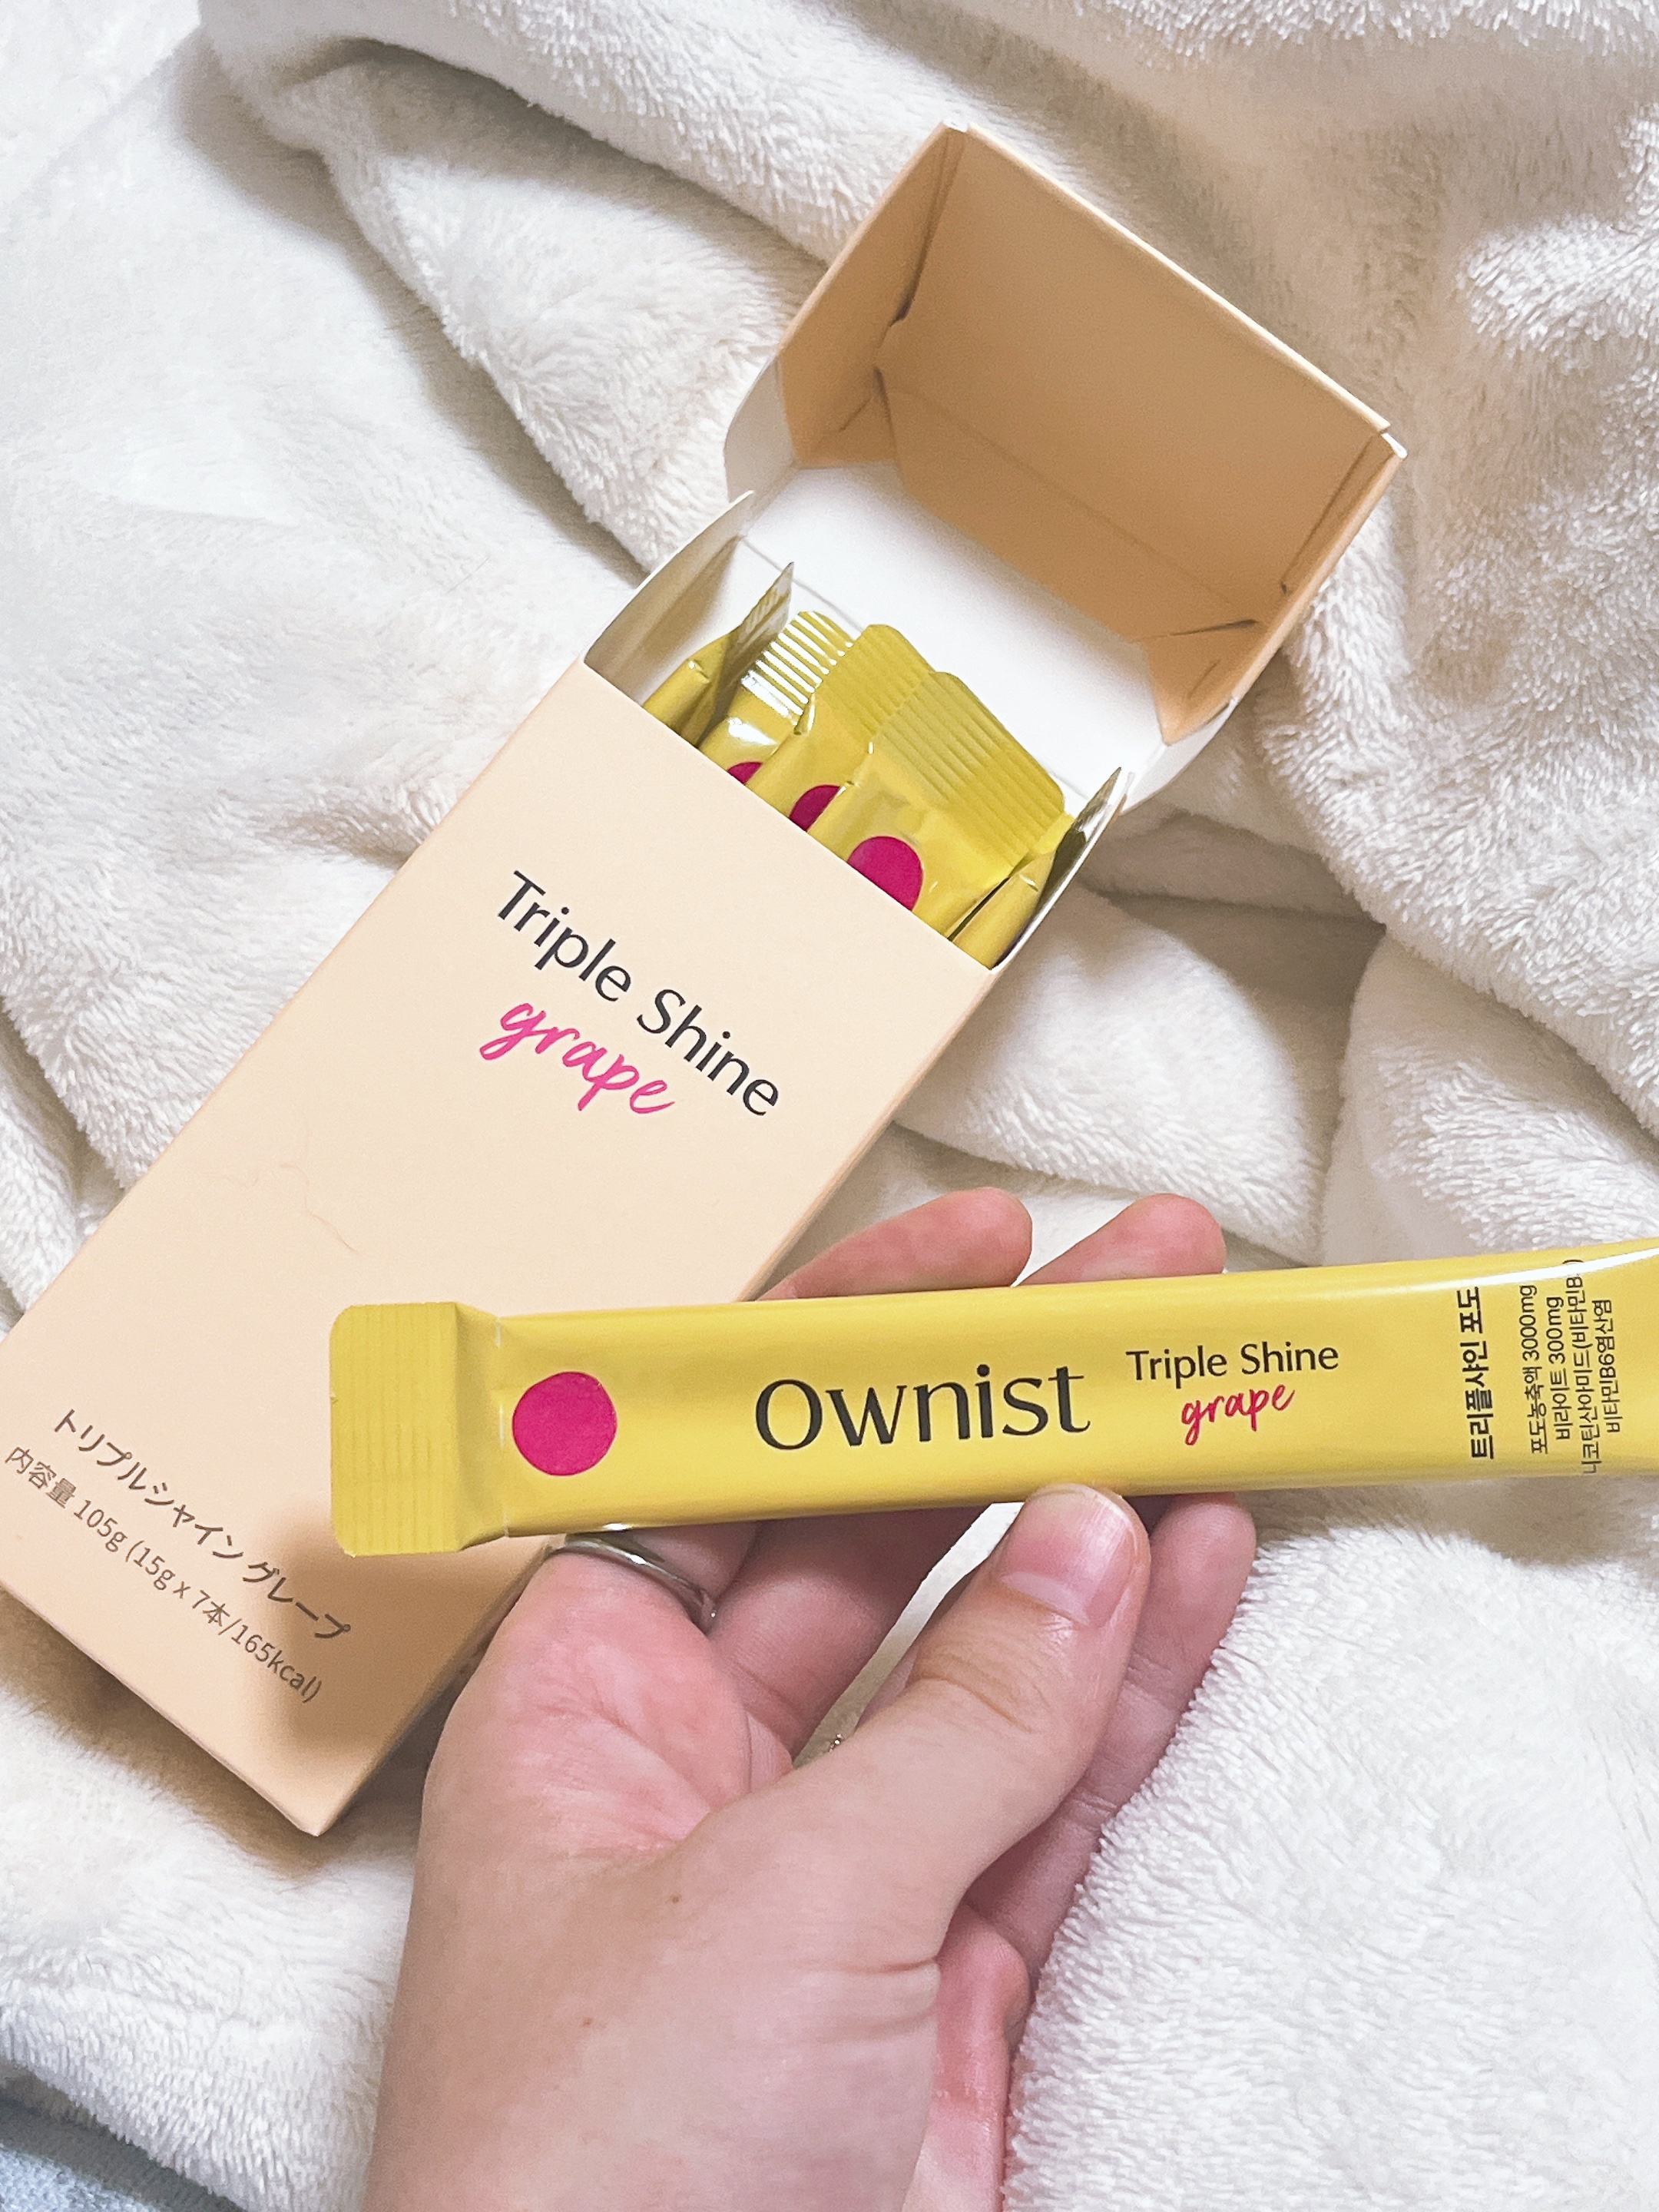 Triple Shine
grape
トリプルシャイン グレープ
内容量 105g (15g x 7本/165kcal)
ownist
Triple Shine
grape
트리플샤인 포도
포도농축액 3000mg
비라이트 300mg
니코틴산아미드(비타민B
비타민B6염산염